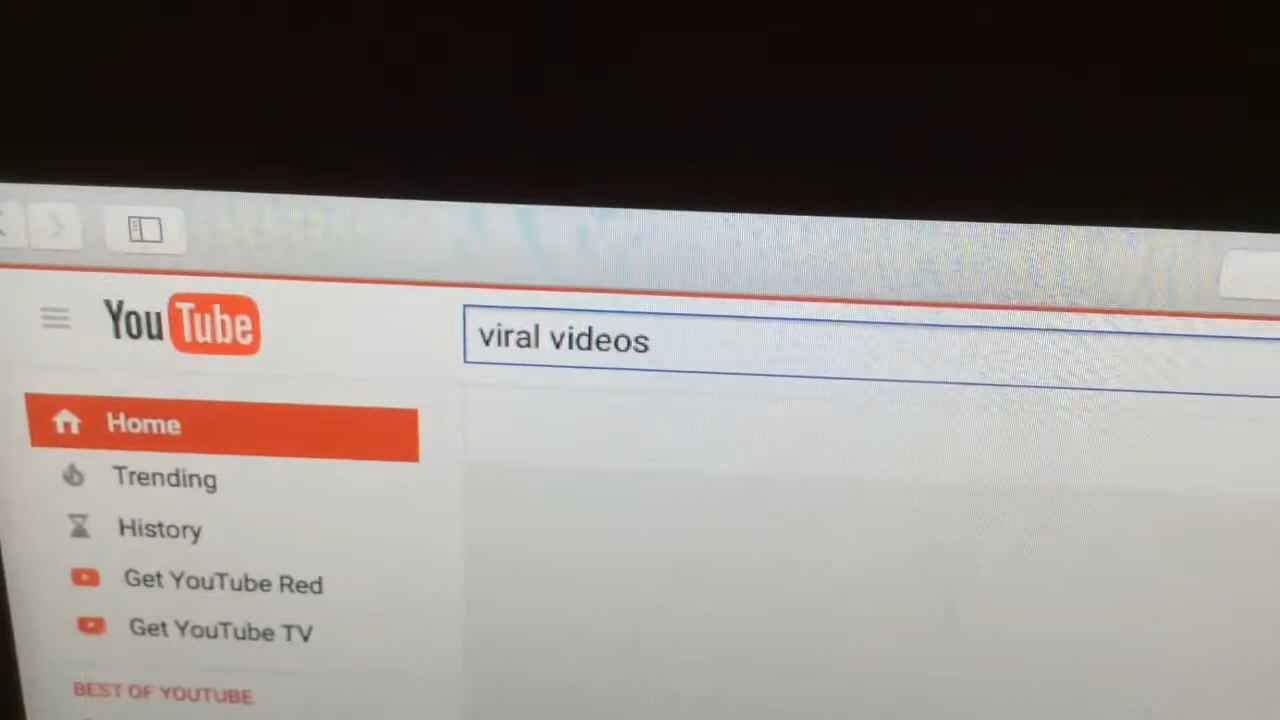 YouTube
viral videos
Home
Trending
History
Get YouTube Red
Get YouTube TV
BEST OF YOUTUBE